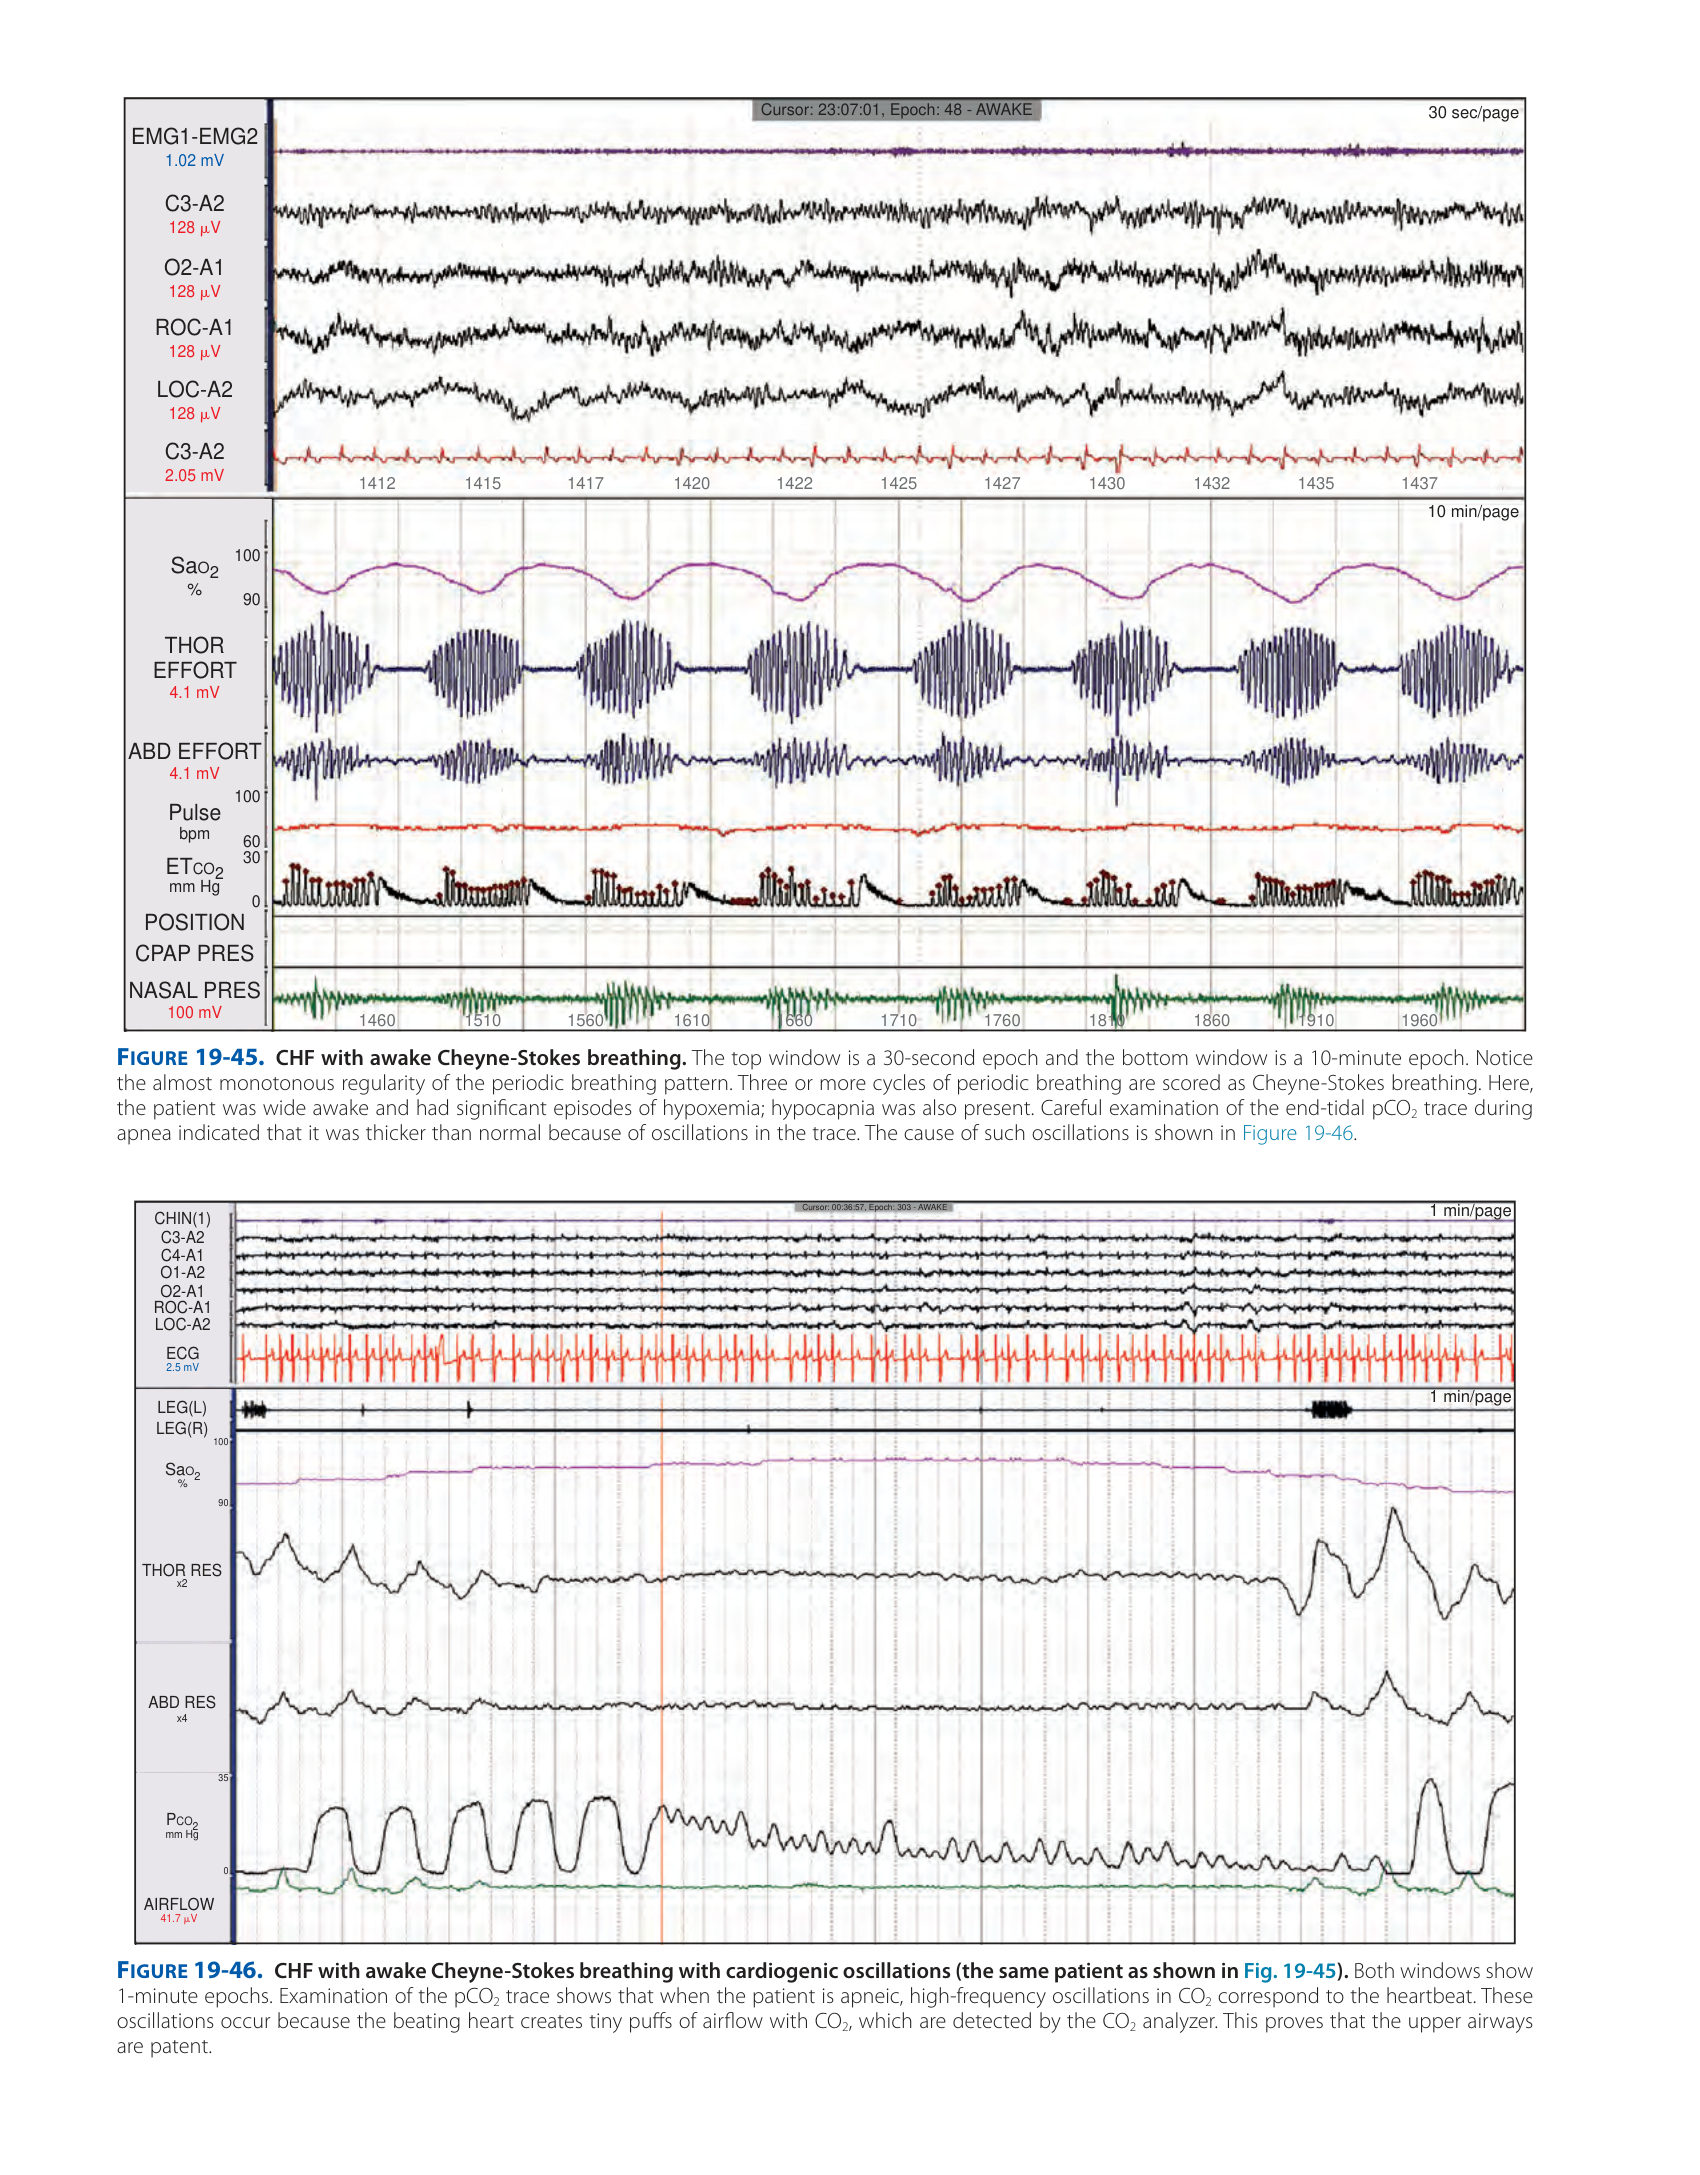 Cursor: 23:07:01, Epoch: 48 - AWAKE
30 sec/page
EMG1-EMG2
1.02 mV
C3-A2
128 µV
O2-A1
128 µV
ROC-A1
128 µV
LOC-A2
128 µV
C3-A2
2.05 mV
1412 1415 1417 1420 1422 1425 1427 1430 1432 1435 1437
10 min/page
100
SaO2
%
90
THOR
EFFORT
4.1 mV
ABD EFFORT
4.1 mV
100
Pulse
bpm
60
30
ETCO2
mm Hg
0
POSITION
CPAP PRES
NASAL PRES
100 mV
1460 1510 1560 1610 1660 1710 1760 1810 1860 1910 1960
FIGURE 19-45. CHF with awake Cheyne-Stokes breathing. The top window is a 30-second epoch and the bottom window is a 10-minute epoch. Notice
the almost monotonous regularity of the periodic breathing pattern. Three or more cycles of periodic breathing are scored as Cheyne-Stokes breathing. Here,
the patient was wide awake and had significant episodes of hypoxemia; hypocapnia was also present. Careful examination of the end-tidal pCO2 trace during
apnea indicated that it was thicker than normal because of oscillations in the trace. The cause of such oscillations is shown in Figure 19-46.
Cursor: 00:36:57, Epoch: 303 - AWAKE
1 min/page
CHIN(1)
C3-A2
C4-A1
O1-A2
O2-A1
ROC-A1
LOC-A2
ECG
2.5 mV
1 min/page
LEG(L)
LEG(R)
100
SaO2
%
90
THOR RES
x2
ABD RES
x4
35
PCO2
mm Hg
0
AIRFLOW
41.7 µV
FIGURE 19-46. CHF with awake Cheyne-Stokes breathing with cardiogenic oscillations (the same patient as shown in Fig. 19-45). Both windows show
1-minute epochs. Examination of the pCO2 trace shows that when the patient is apneic, high-frequency oscillations in CO2 correspond to the heartbeat. These
oscillations occur because the beating heart creates tiny puffs of airflow with CO2, which are detected by the CO2 analyzer. This proves that the upper airways
are patent.